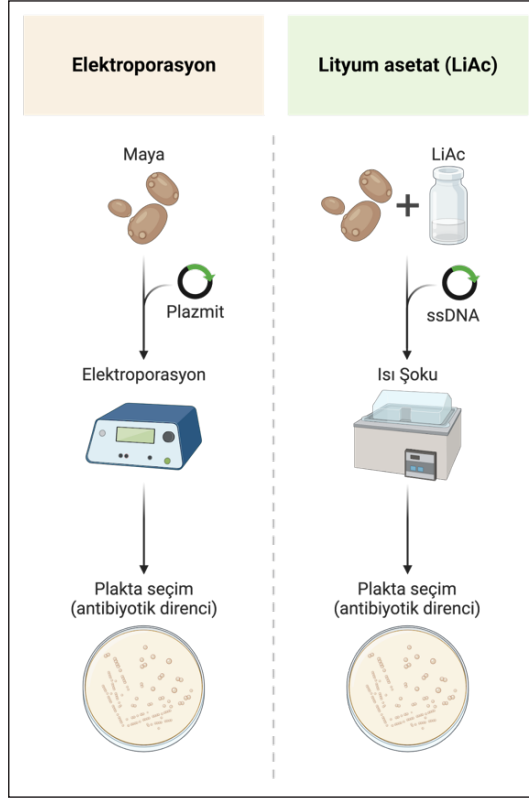 Elektroporasyon
Maya
Plazmit
Elektroporasyon
Plakta seçim
(antibiyotik direnci)
Lityum asetat (LiAc)
LiAc
+
ssDNA
Isı Şoku
Plakta seçim
(antibiyotik direnci)